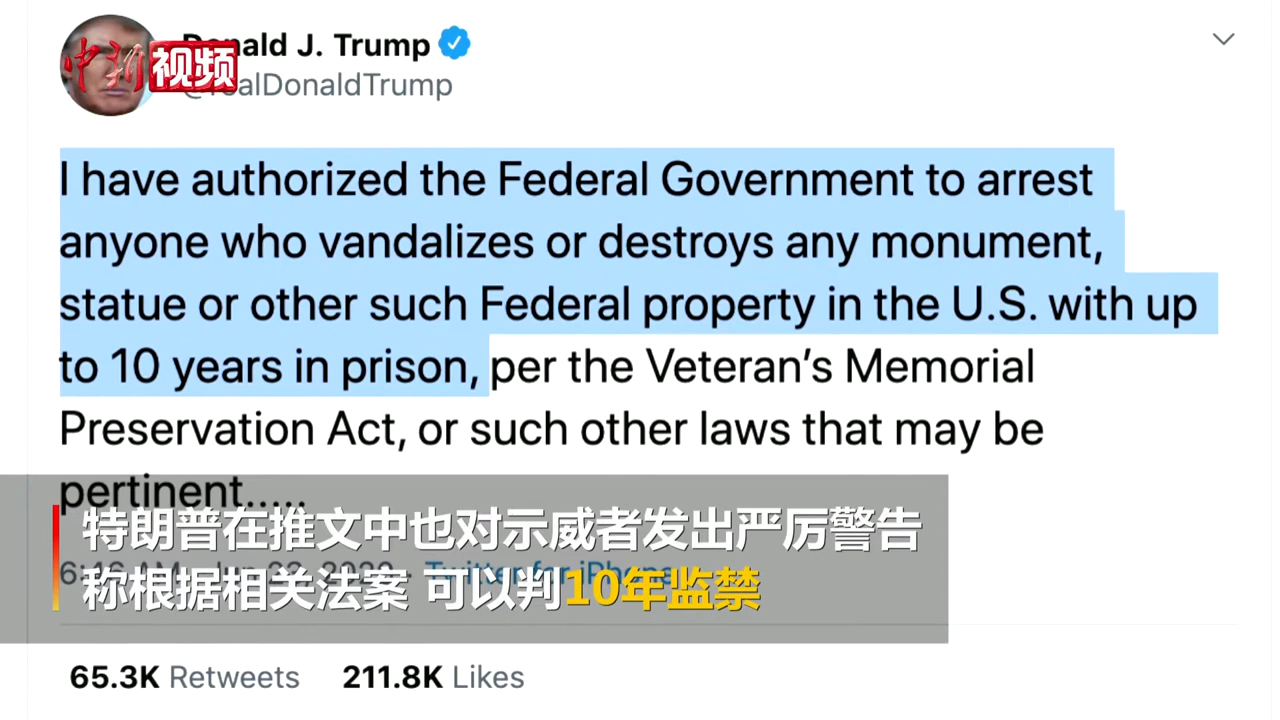 中新视频
Donald J. Trump
@realDonaldTrump
I have authorized the Federal Government to arrest
anyone who vandalizes or destroys any monument,
statue or other such Federal property in the U.S. with up
to 10 years in prison, per the Veteran’s Memorial
Preservation Act, or such other laws that may be
pertinent.....
特朗普在推文中也对示威者发出严厉警告
称根据相关法案 可以判10年监禁
Twitter for iPhone
65.3K Retweets 211.8K Likes